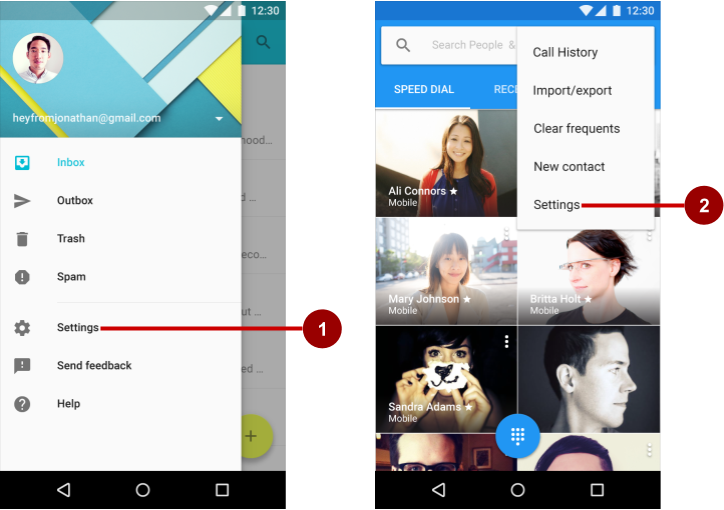 12:30
heyfromjonathan@gmail.com
Inbox
Outbox
Trash
Spam
Settings
Send feedback
Help
1
12:30
Search People &
Call History
Import/export
Clear frequents
New contact
Settings
2
SPEED DIAL
Ali Connors ★
Mobile
Mary Johnson ★
Mobile
Britta Holt ★
Mobile
Sandra Adams ★
Mobile